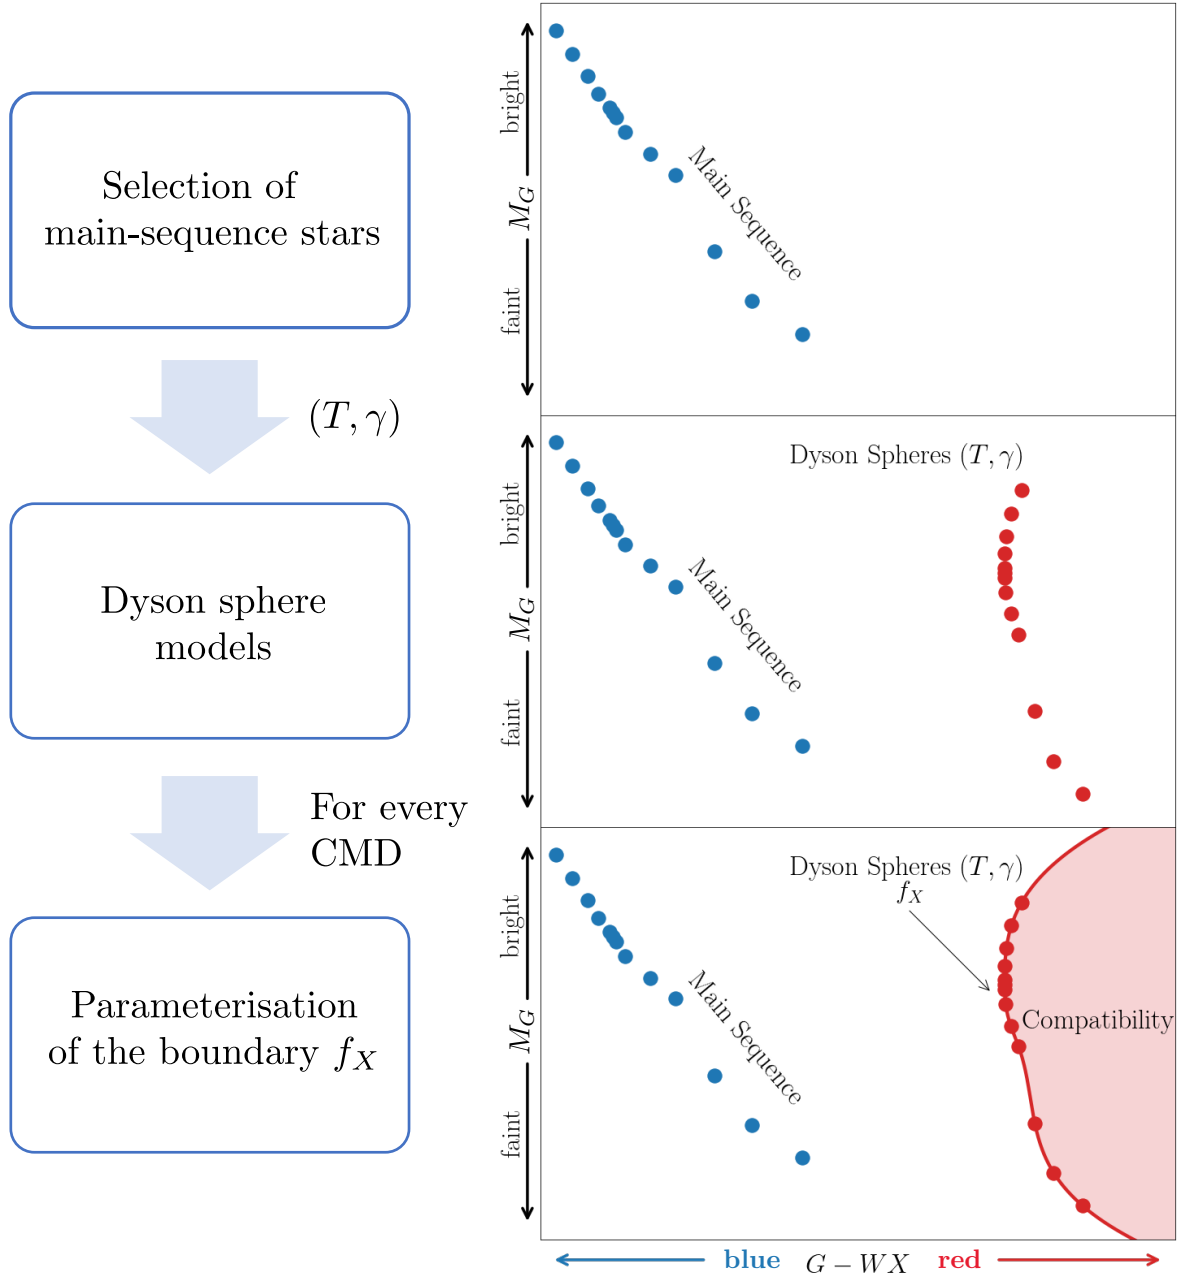 Selection of
main-sequence stars
(T, γ)
Dyson sphere
models
For every
CMD
Parameterisation
of the boundary f_X
bright
M_G
faint
Main Sequence
Dyson Spheres (T, γ)
bright
M_G
faint
Main Sequence
Dyson Spheres (T, γ)
f_X
bright
M_G
faint
Main Sequence
Compatibility
blue G − WX red